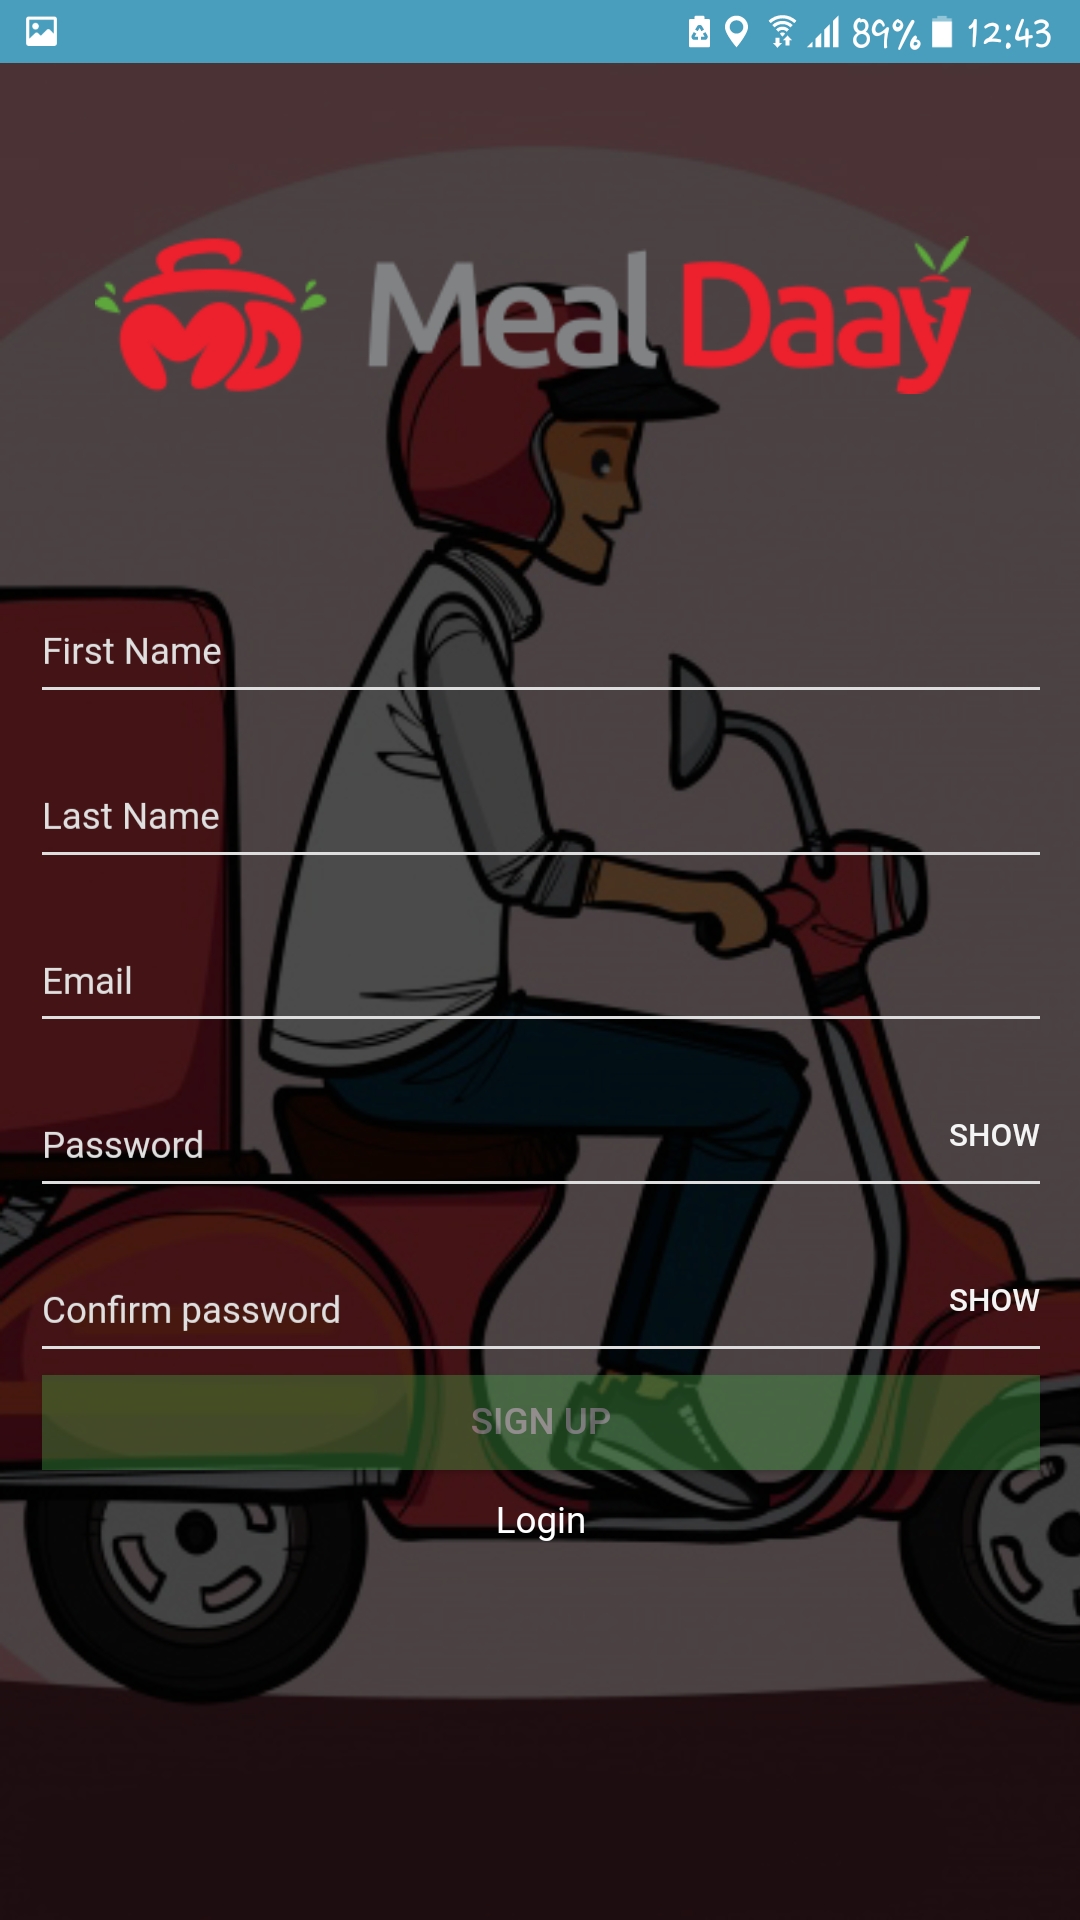 89% 12:43
MD Meal Daay
First Name
Last Name
Email
Password SHOW
Confirm password SHOW
SIGN UP
Login